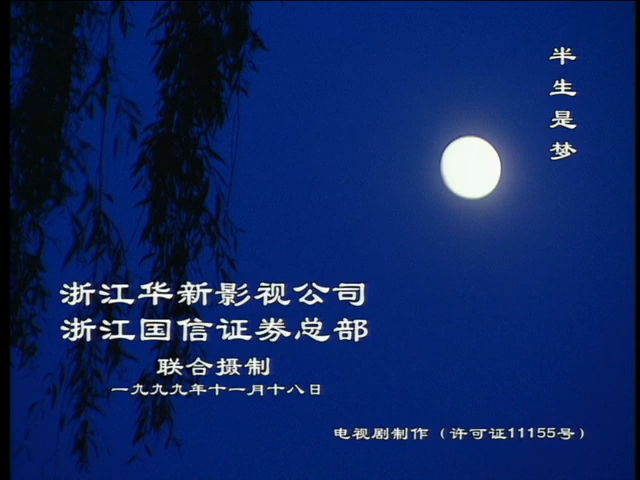 半生是梦
浙江华新影视公司
浙江国信证券总部
联合摄制
一九九九年十一月十八日
电视剧制作（许可证11155号）